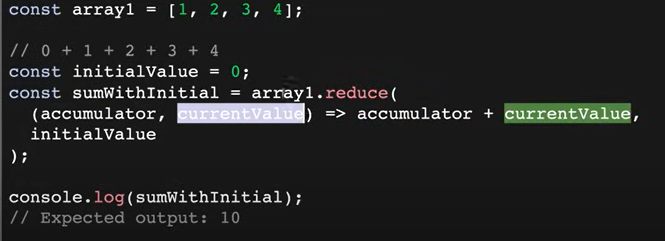 const array1 = [1, 2, 3, 4];
// 0 + 1 + 2 + 3 + 4
const initialValue = 0;
const sumWithInitial = array1.reduce(
(accumulator, currentValue) => accumulator + currentValue,
initialValue
);
console.log(sumWithInitial);
// Expected output: 10